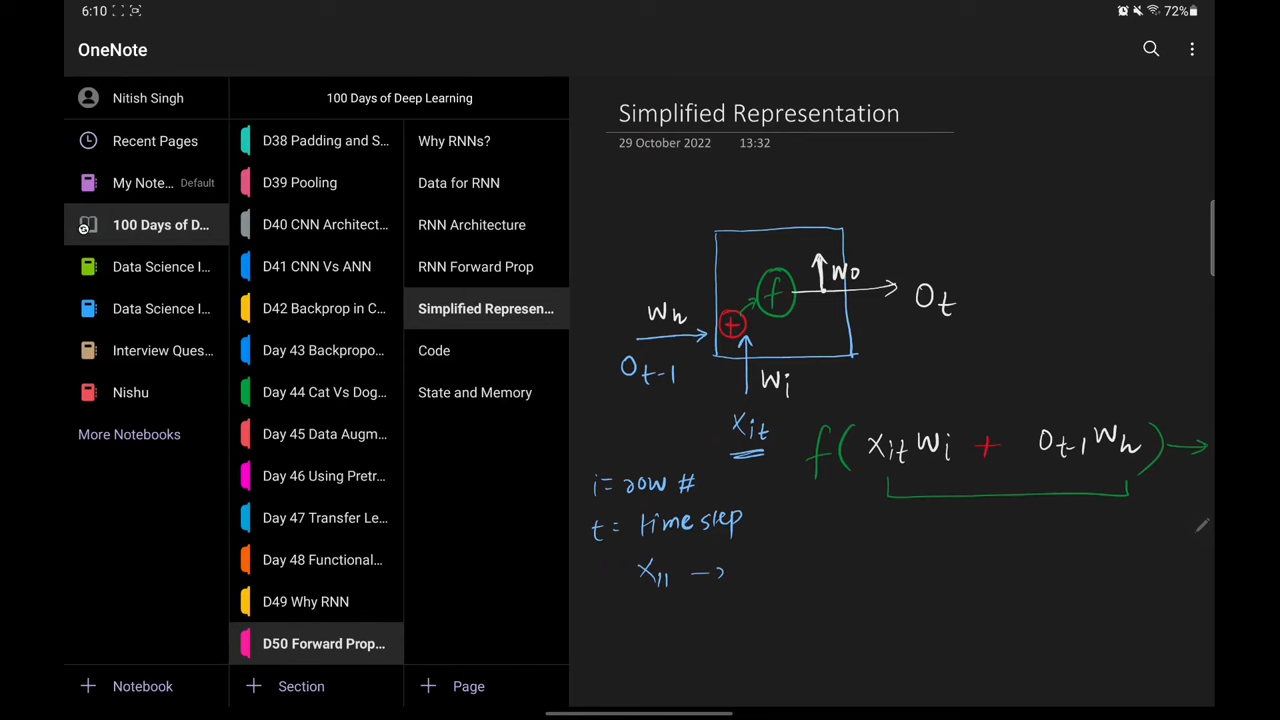 6:10
72%
OneNote
Nitish Singh
Recent Pages
My Note... Default
100 Days of D...
Data Science I...
Data Science I...
Interview Ques...
Nishu
More Notebooks
Notebook
100 Days of Deep Learning
D38 Padding and S...
D39 Pooling
D40 CNN Architect...
D41 CNN Vs ANN
D42 Backprop in C...
Day 43 Backpropo...
Day 44 Cat Vs Dog...
Day 45 Data Augm...
Day 46 Using Pretr...
Day 47 Transfer Le...
Day 48 Functional...
D49 Why RNN
D50 Forward Prop...
Section
Why RNNs?
Data for RNN
RNN Architecture
RNN Forward Prop
Simplified Represen...
Code
State and Memory
Page
Simplified Representation
29 October 2022 13:32
f Wo Ot
Wh +
Ot-1 Wi
Xit
f(Xit Wi + Ot-1 Wh) →
i = row #
t = time step
X11 →